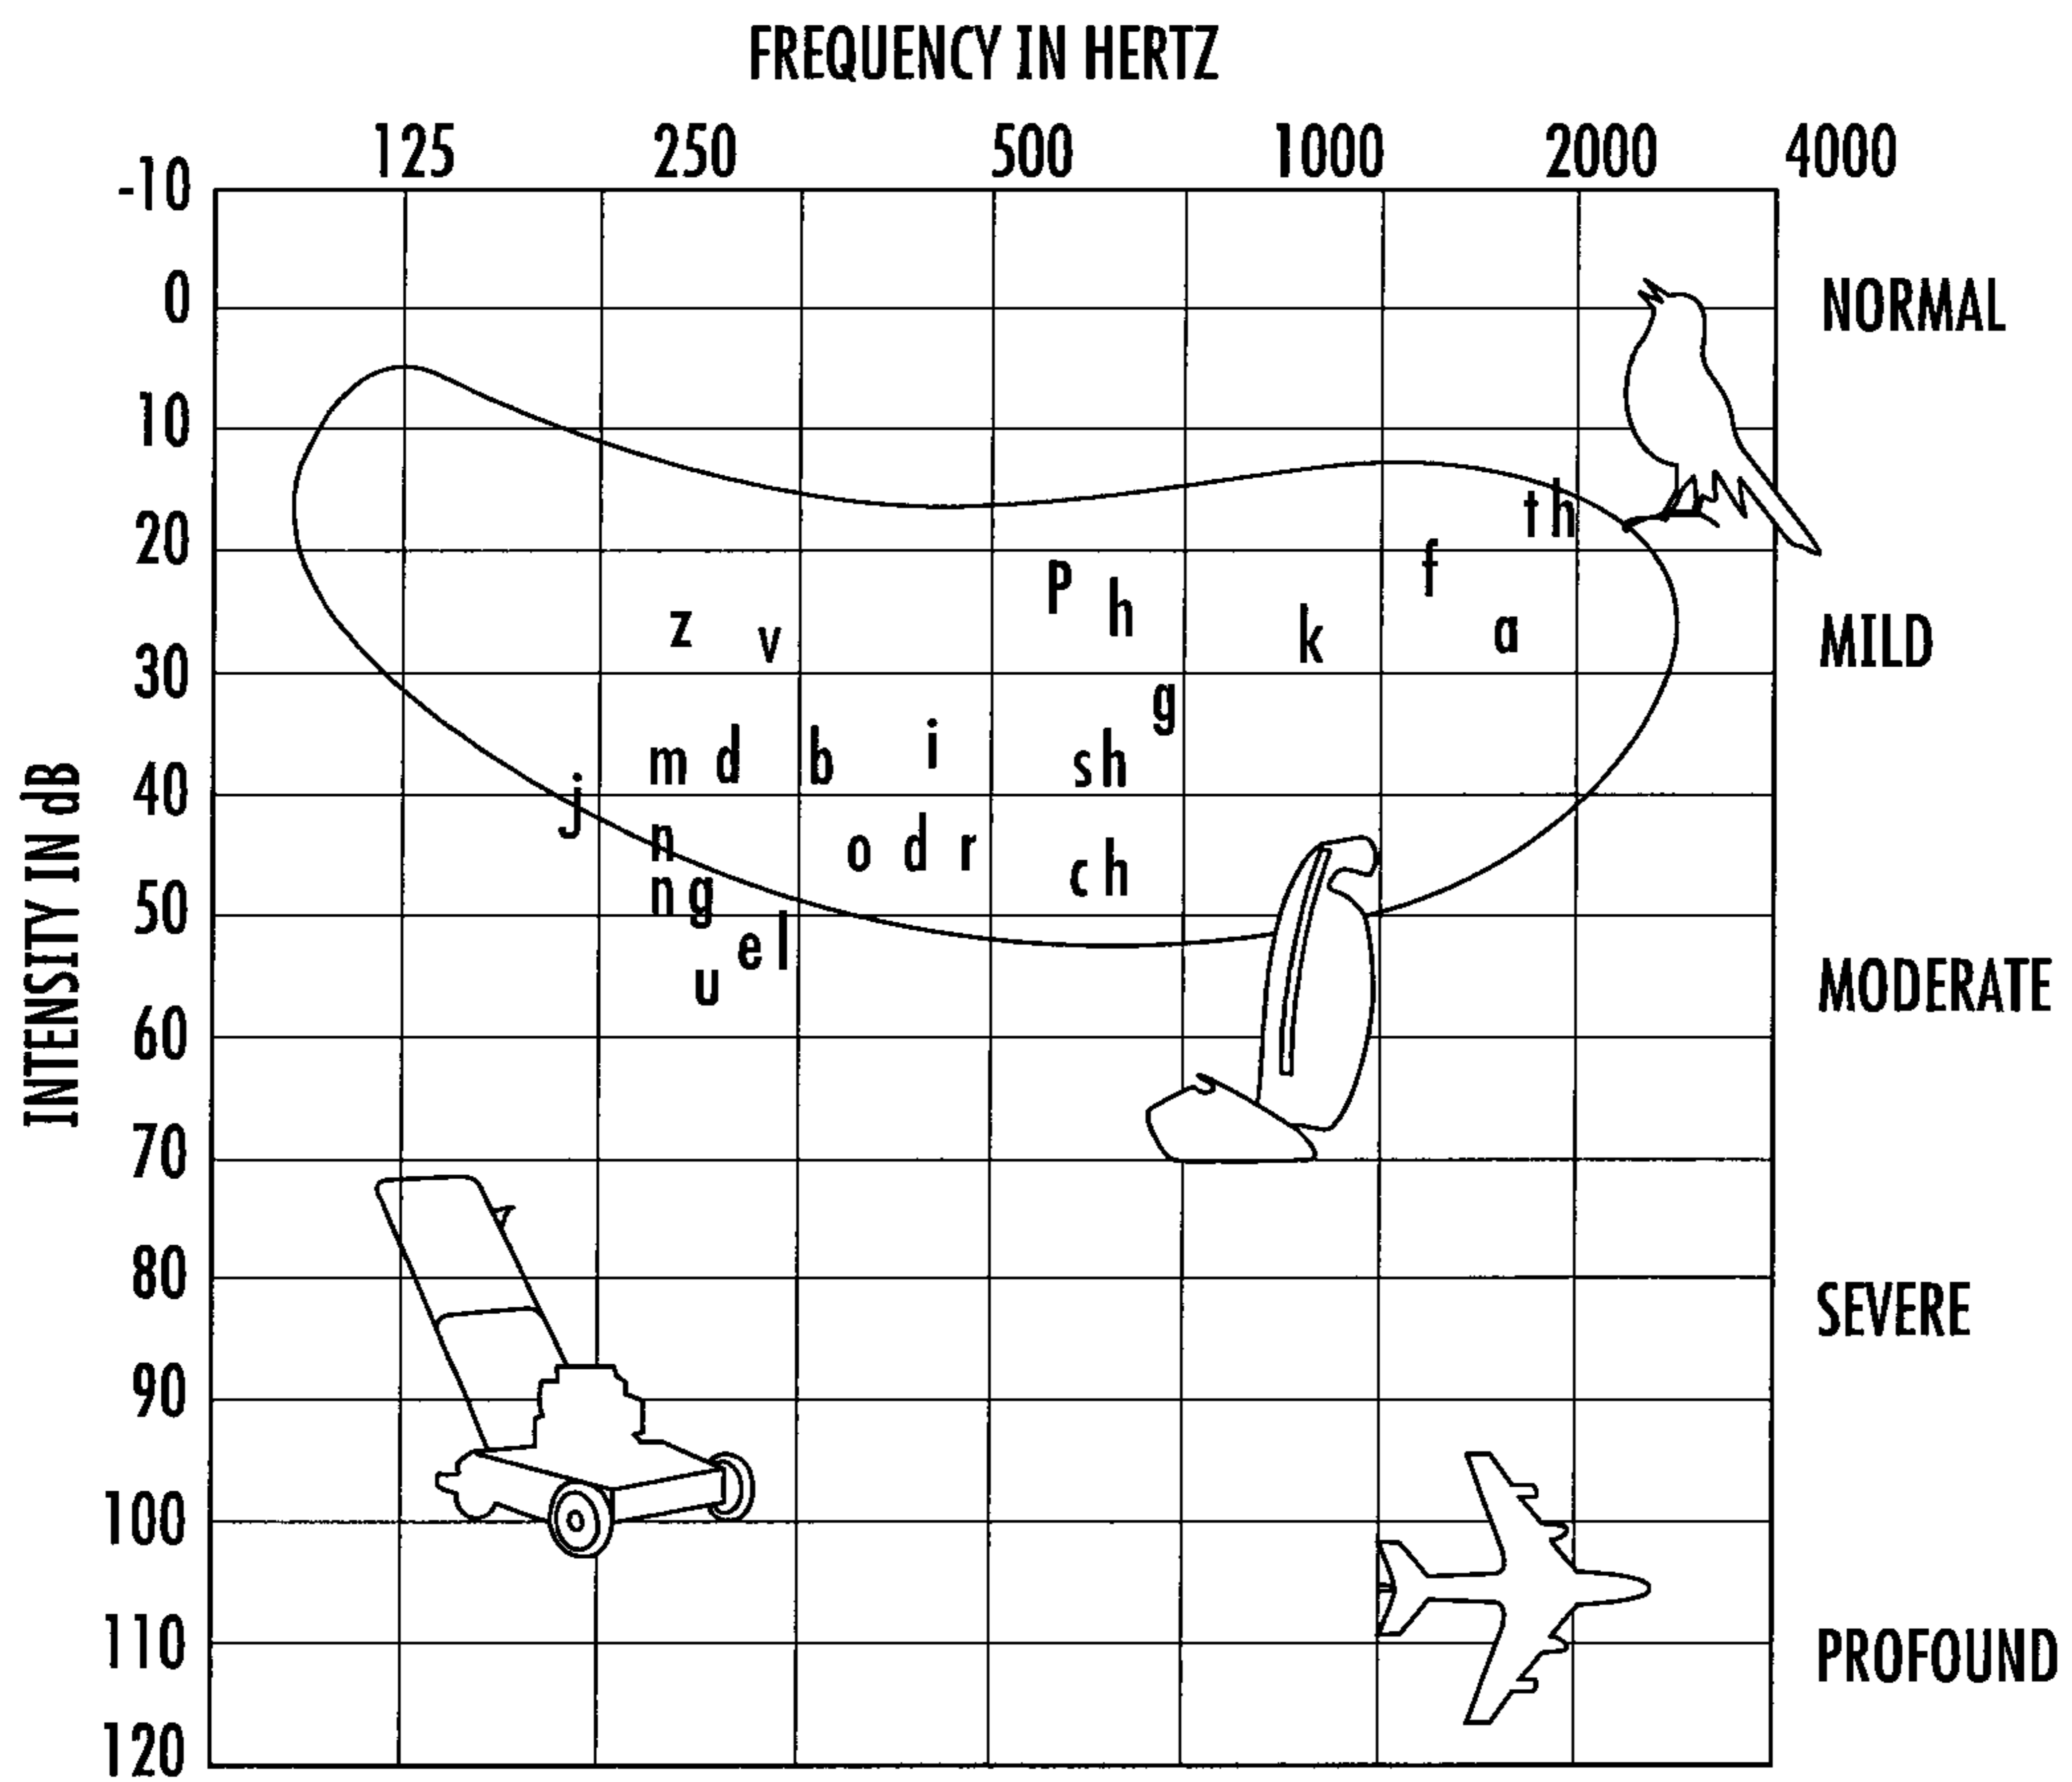 FREQUENCY IN HERTZ
125 250 500 1000 2000 4000
-10
0 NORMAL
10
th
20
f
P h
z v k a MILD
30
g
m d b i sh
40
j
n o d r ch
ng
50
e l
u MODERATE
60
70
80
SEVERE
90
100
110
PROFOUND
120
INTENSITY IN dB